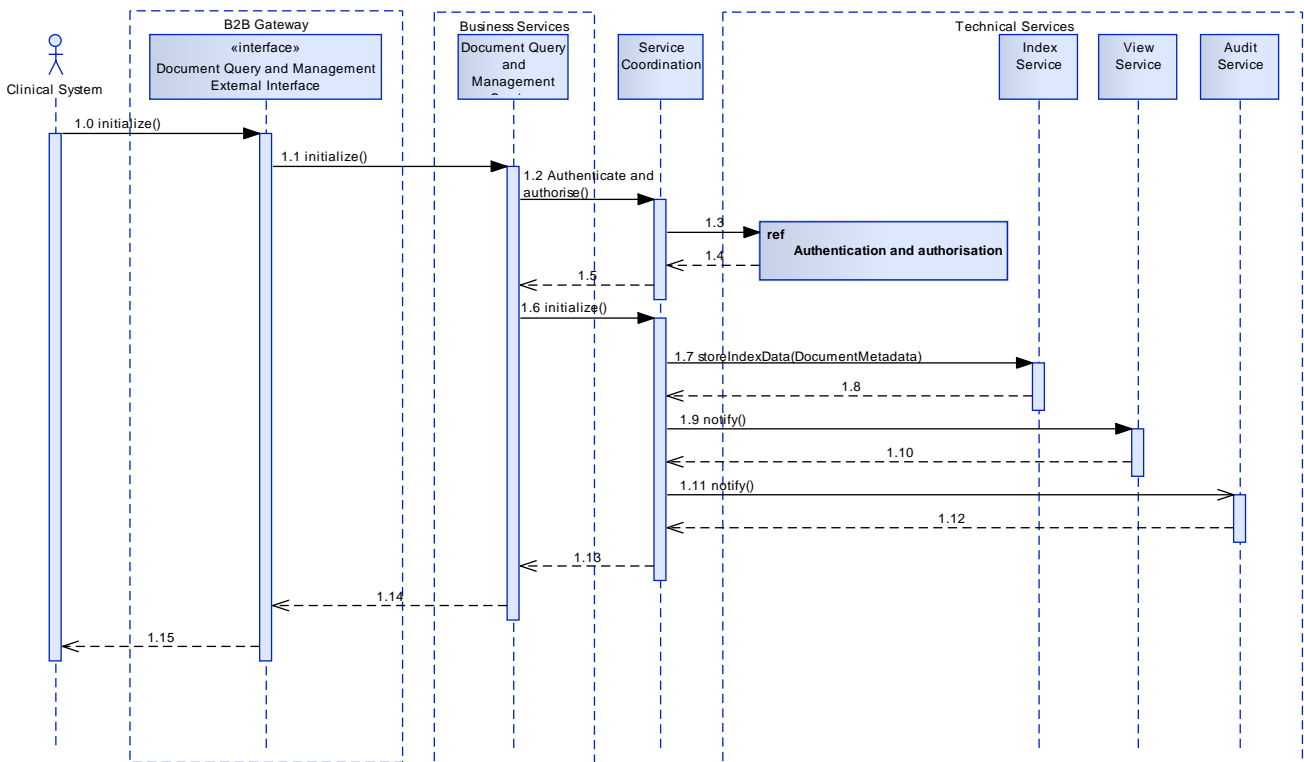 B2B Gateway
Business Services
Technical Services
«interface»
Document Query and Management
External Interface
Document Query
and
Management
Service
Coordination
Index
Service
View
Service
Audit
Service
Clinical System
1.0 initialize()
1.1 initialize()
1.2 Authenticate and
authorise()
1.3
ref
Authentication and authorisation
1.4
1.5
1.6 initialize()
1.7 storeIndexData(DocumentMetadata)
1.8
1.9 notify()
1.10
1.11 notify()
1.12
1.13
1.14
1.15